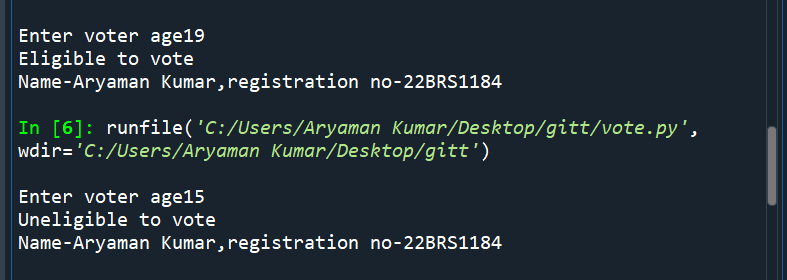 Enter voter age19
Eligible to vote
Name-Aryaman Kumar,registration no-22BRS1184
In [6]: runfile('C:/Users/Aryaman Kumar/Desktop/gitt/vote.py',
wdir='C:/Users/Aryaman Kumar/Desktop/gitt')
Enter voter age15
Uneligible to vote
Name-Aryaman Kumar,registration no-22BRS1184